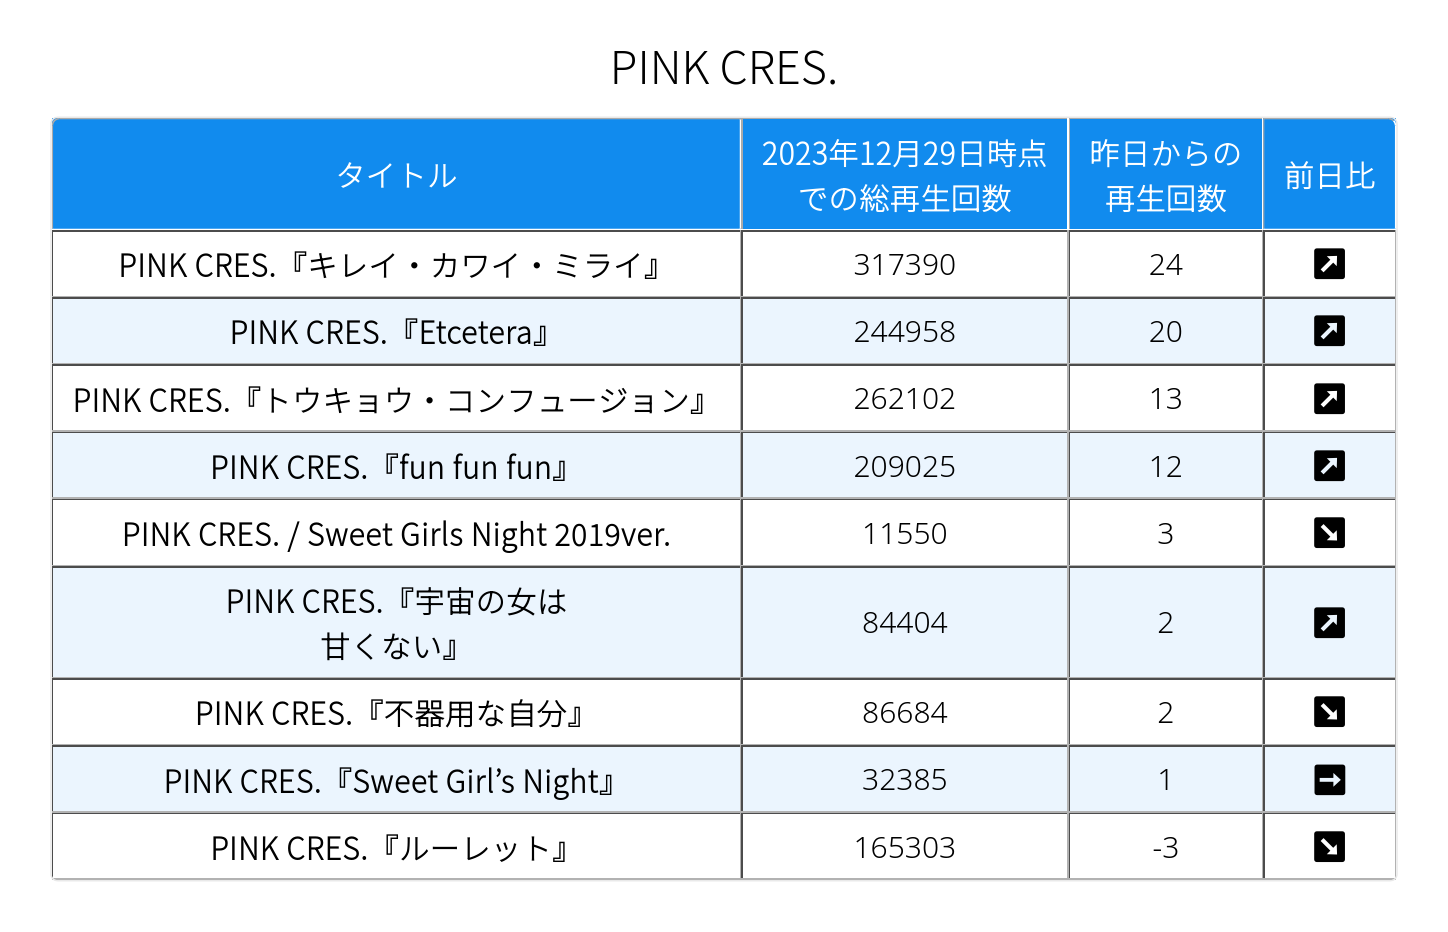 PINK CRES.
タイトル
2023年12月29日時点
での総再生回数
昨日からの
再生回数
前日比
PINK CRES.『キレイ・カワイ・ミライ』 317390 24 ↗
PINK CRES.『Etcetera』 244958 20 ↗
PINK CRES.『トウキョウ・コンフュージョン』 262102 13 ↗
PINK CRES.『fun fun fun』 209025 12 ↗
PINK CRES. / Sweet Girls Night 2019ver. 11550 3 ↘
PINK CRES.『宇宙の女は
甘くない』 84404 2 ↗
PINK CRES.『不器用な自分』 86684 2 ↘
PINK CRES.『Sweet Girl’s Night』 32385 1 →
PINK CRES.『ルーレット』 165303 -3 ↘